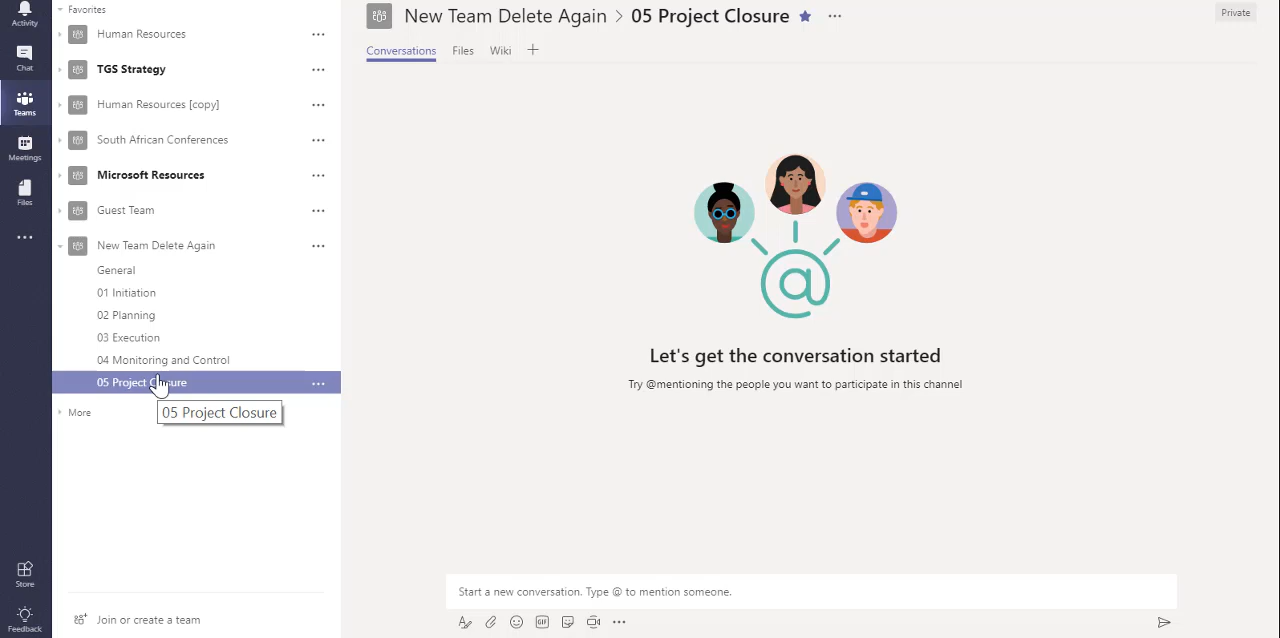 Activity
Chat
Teams
Meetings
Files
Store
Feedback
Favorites
Human Resources
TGS Strategy
Human Resources [copy]
South African Conferences
Microsoft Resources
Guest Team
New Team Delete Again
General
01 Initiation
02 Planning
03 Execution
04 Monitoring and Control
05 Project Closure
05 Project Closure
More
Join or create a team
New Team Delete Again > 05 Project Closure
Private
Conversations Files Wiki
Let's get the conversation started
Try @mentioning the people you want to participate in this channel
Start a new conversation. Type @ to mention someone.
GIF